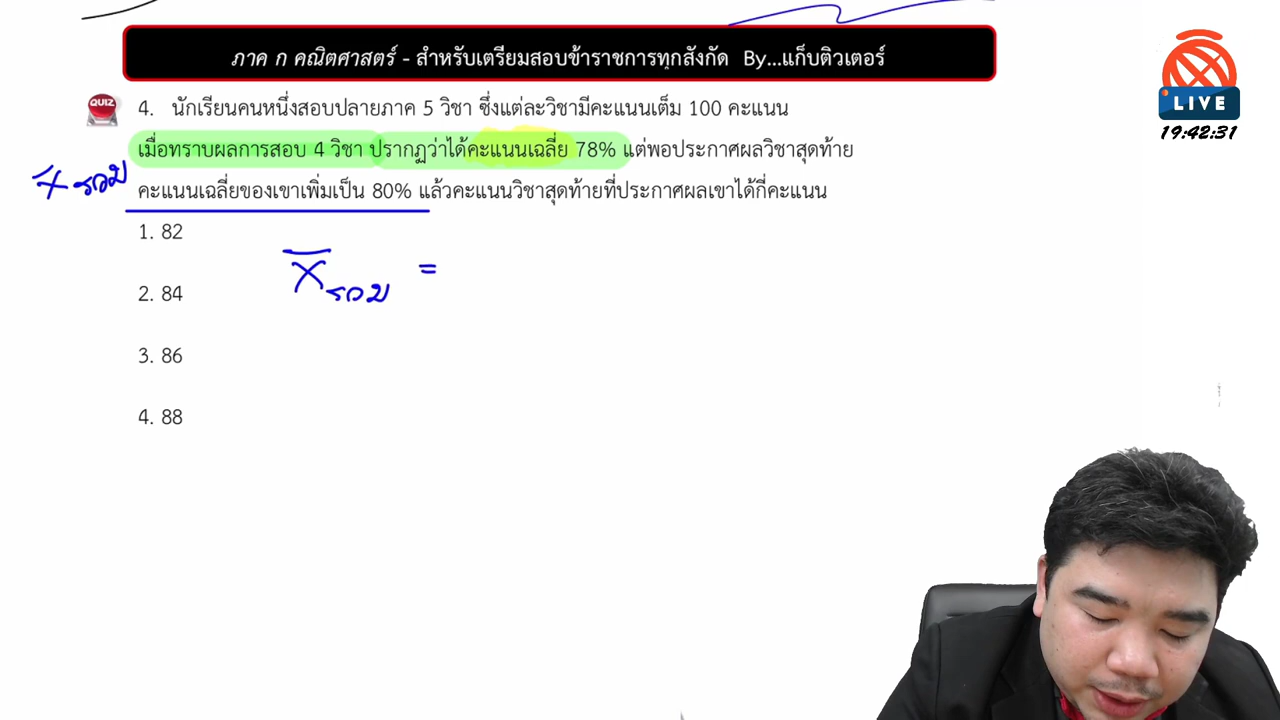 ภาค ก คณิตศาสตร์ - สำหรับเตรียมสอบข้าราชการทุกสังกัด By...แก็บติวเตอร์
LIVE
19:42:31
QUIZ
4. นักเรียนคนหนึ่งสอบปลายภาค 5 วิชา ซึ่งแต่ละวิชามีคะแนนเต็ม 100 คะแนน
เมื่อทราบผลการสอบ 4 วิชา ปรากฏว่าได้คะแนนเฉลี่ย 78% แต่พอประกาศผลวิชาสุดท้าย
x̄ รวม
คะแนนเฉลี่ยของเขาเพิ่มเป็น 80% แล้วคะแนนวิชาสุดท้ายที่ประกาศผลเขาได้กี่คะแนน
1. 82
x̄ รวม =
2. 84
3. 86
4. 88